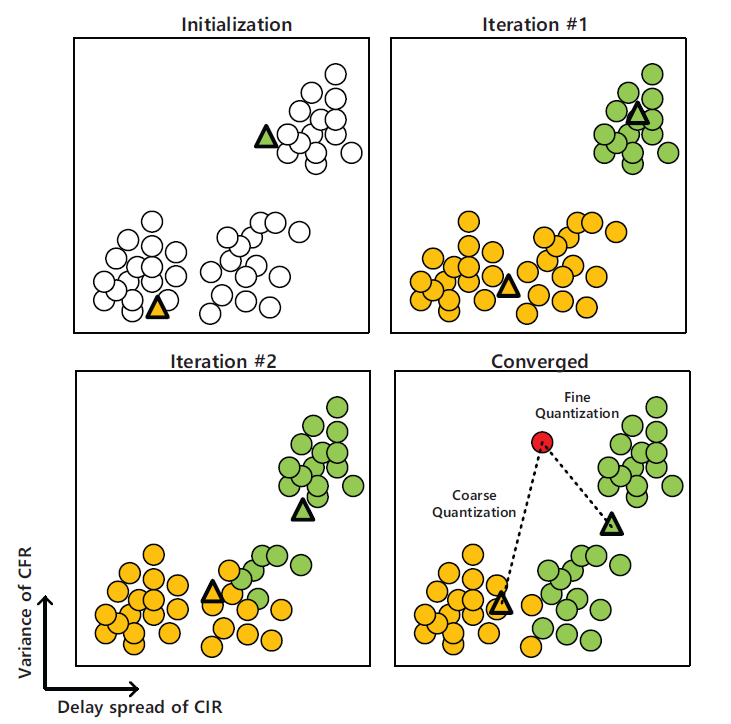 Initialization
Iteration #1
Iteration #2
Converged
Fine
Quantization
Coarse
Quantization
Variance of CFR
Delay spread of CIR